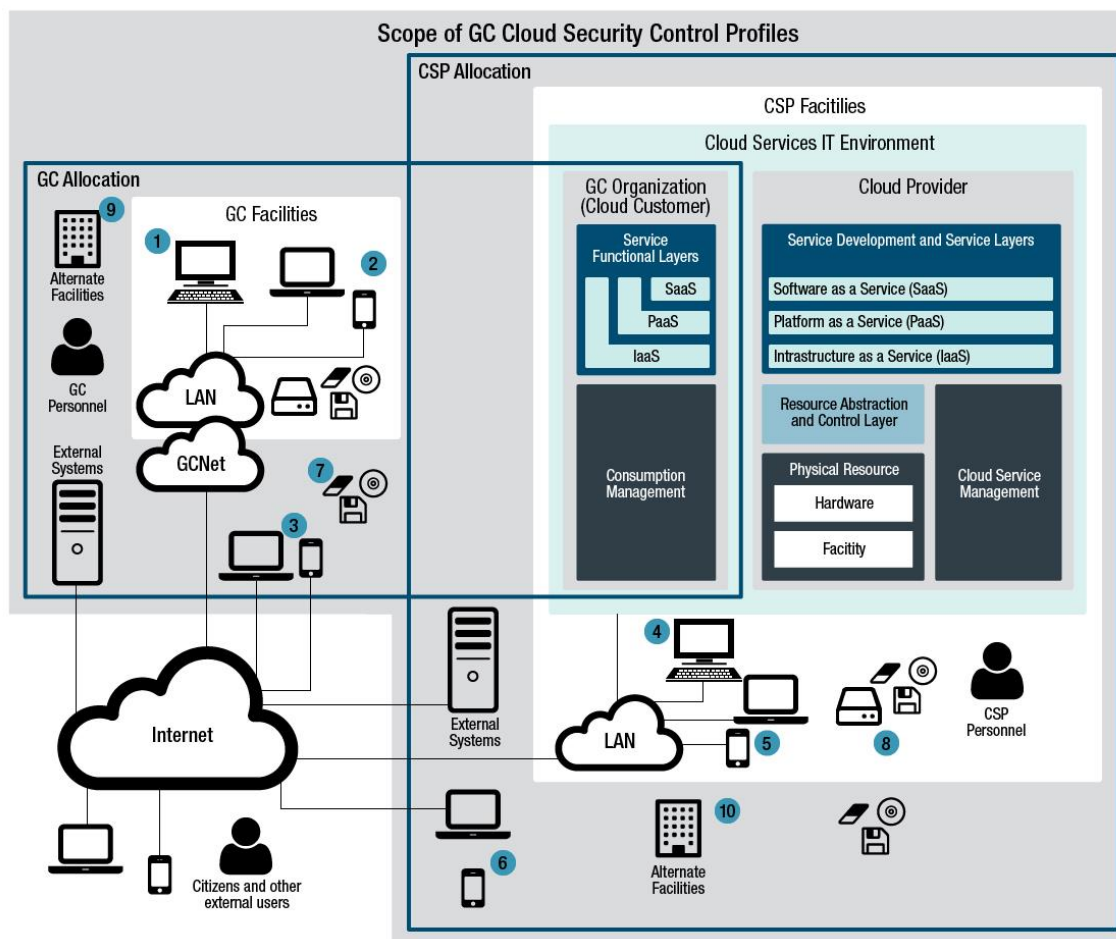 Scope of GC Cloud Security Control Profiles
CSP Allocation
CSP Facitilies
Cloud Services IT Environment
GC Allocation
GC Organization
(Cloud Customer)
Cloud Provider
9
GC Facilities
1
2
Service
Functional Layers
SaaS
PaaS
IaaS
Service Development and Service Layers
Software as a Service (SaaS)
Platform as a Service (PaaS)
Intrastructure as a Service (IaaS)
Alternate
Facilities
GC
Personnel
LAN
GCNet
Resource Abstraction
and Control Layer
External
Systems
7
3
Consumption
Management
Physical Resource
Hardware
Facitity
Cloud Service
Management
4
Internet
External
Systems
LAN
5
8
CSP
Personnel
10
6
Alternate
Facilities
Citizens and other
external users